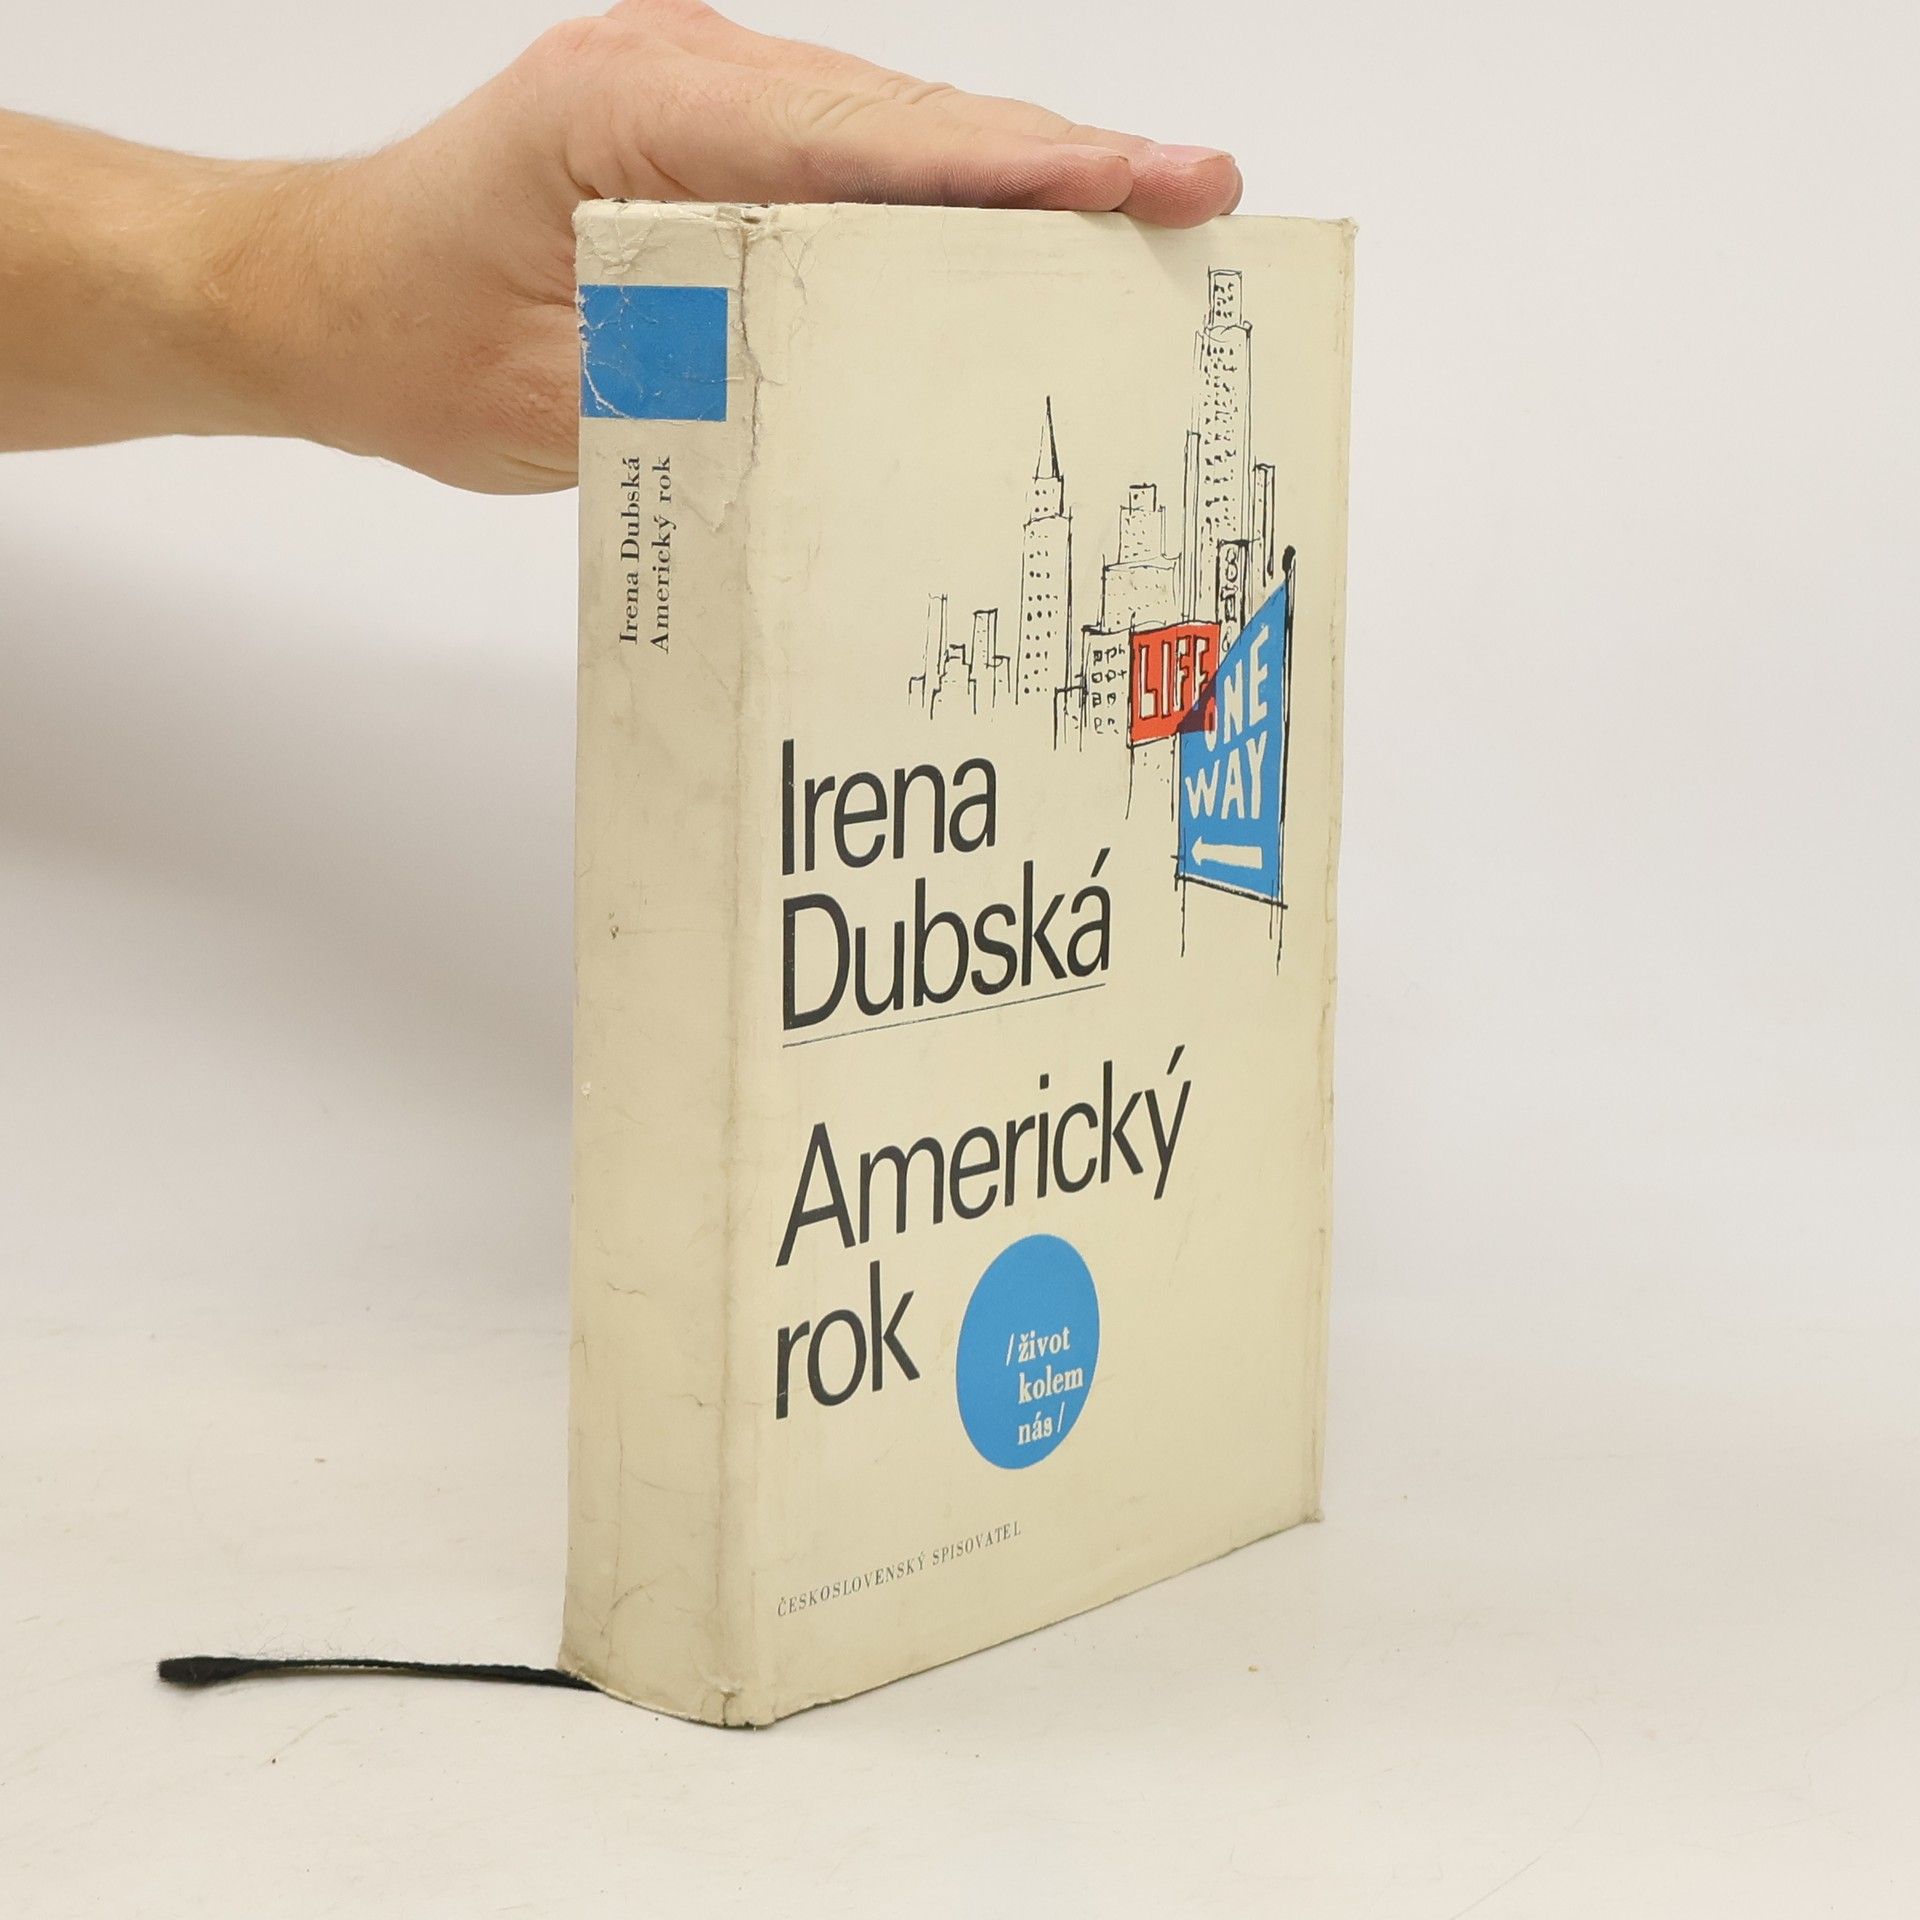 Irena Dubská
Americký rok
LIFE
ONE
WAY
Irena
Dubská
Americký
rok
/život
kolem
nás/
ČESKOSLOVENSKÝ SPISOVATEL